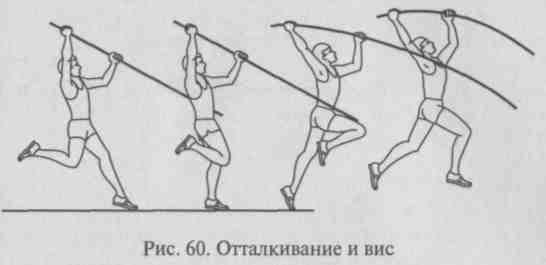 Рис. 60. Отталкивание и вис